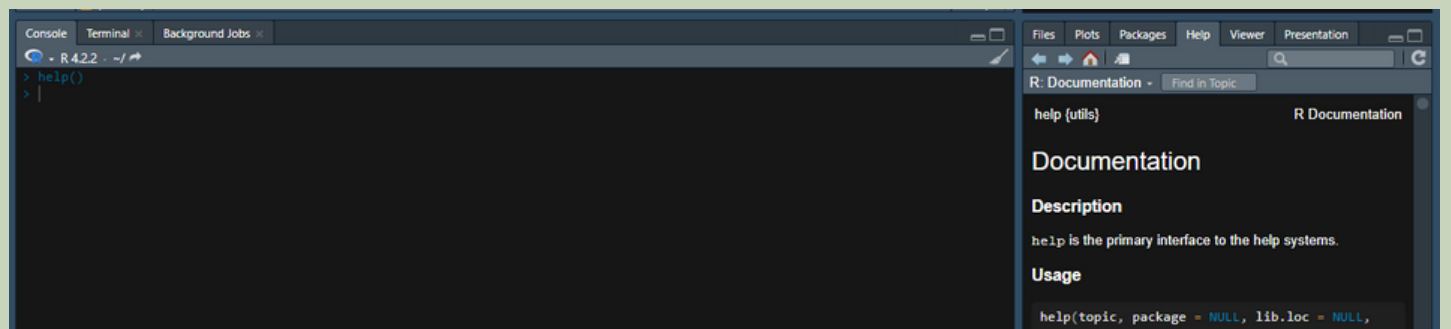 Console Terminal Background Jobs
R 4.2.2 · ~/
> help()
>
Files Plots Packages Help Viewer Presentation
R: Documentation Find in Topic
help {utils} R Documentation
Documentation
Description
help is the primary interface to the help systems.
Usage
help(topic, package = NULL, lib.loc = NULL,